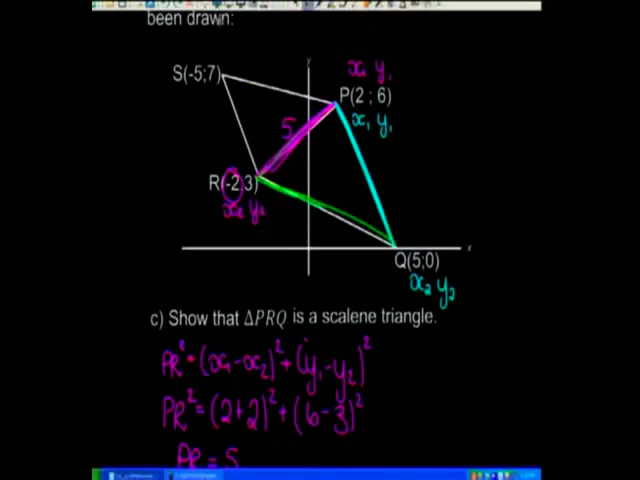 been drawn:
y
x₁ y₁
S(-5;7)
P(2 ; 6)
x₁ y₁
5
R(-2;3)
x₂ y₂
x
Q(5;0)
x₂ y₂
c) Show that ΔPRQ is a scalene triangle.
PR² = (x₁-x₂)² + (y₁-y₂)²
PR² = (2+2)² + (6-3)²
PR = 5